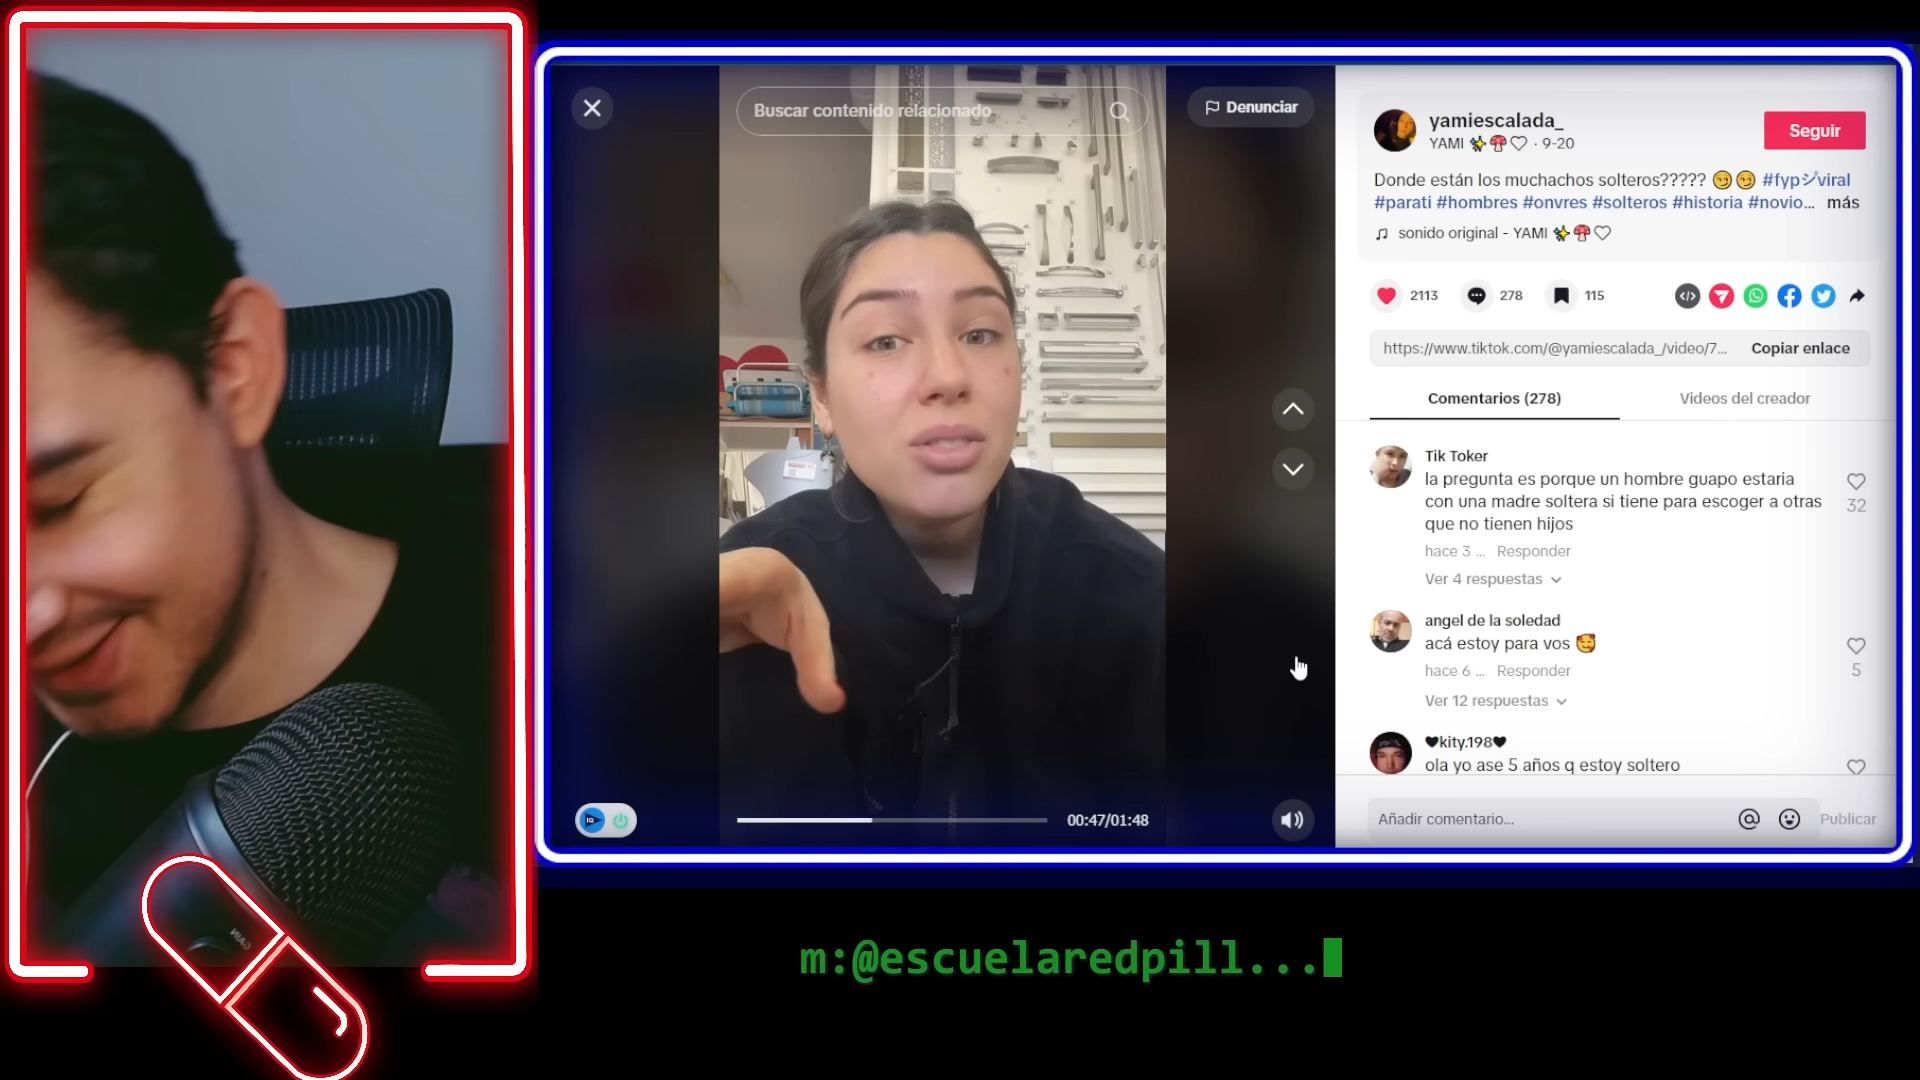 Buscar contenido relacionado
Denunciar
yamiescalada_
YAMI ✨🍄🤍 · 9-20
Seguir
Donde están los muchachos solteros????? 😏😏 #fypシ゚viral
#parati #hombres #onvres #solteros #historia #novio... más
♫ sonido original - YAMI ✨🍄🤍
2113
278
115
https://www.tiktok.com/@yamiescalada_/video/7...
Copiar enlace
Comentarios (278)
Videos del creador
Tik Toker
la pregunta es porque un hombre guapo estaria
con una madre soltera si tiene para escoger a otras
que no tienen hijos
32
hace 3 ... Responder
Ver 4 respuestas
angel de la soledad
acá estoy para vos 🥰
5
hace 6 ... Responder
Ver 12 respuestas
🖤kity.198🖤
ola yo ase 5 años q estoy soltero
Añadir comentario...
Publicar
00:47/01:48
GAIN
m:@escuelaredpill...